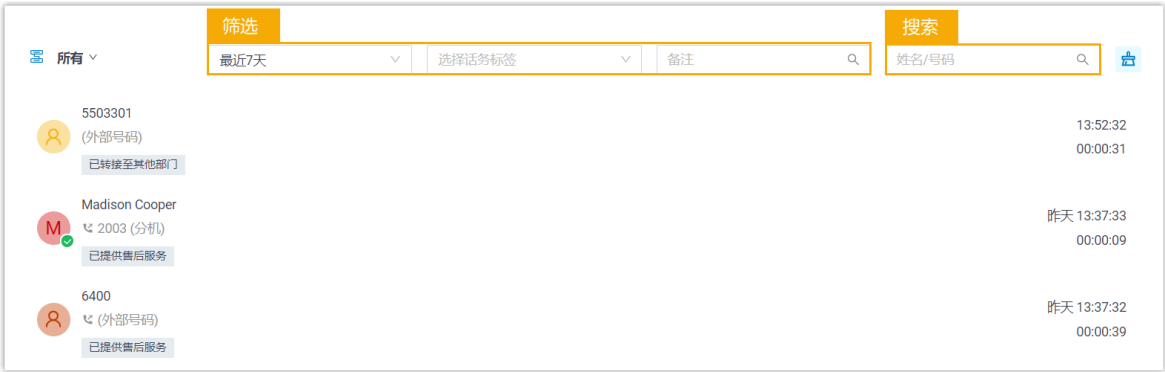 筛选
搜索
所有
最近7天
选择话务标签
备注
姓名/号码
5503301
(外部号码)
已转接至其他部门
13:52:32
00:00:31
Madison Cooper
M
2003 (分机)
已提供售后服务
昨天 13:37:33
00:00:09
6400
(外部号码)
已提供售后服务
昨天 13:37:32
00:00:39